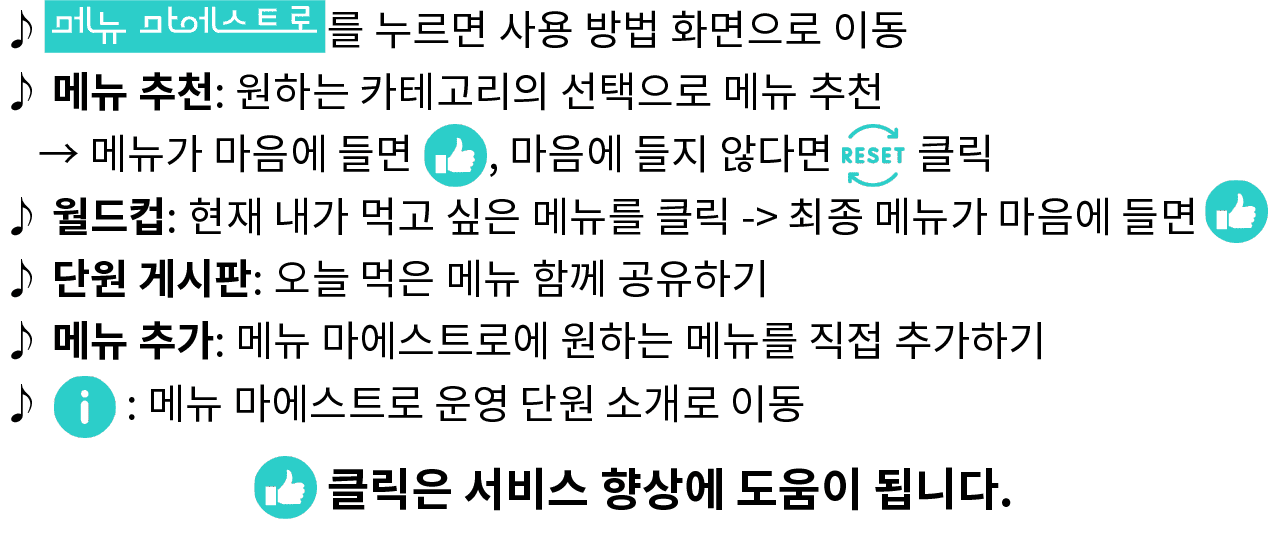 ♪ 메뉴 마에스트로를 누르면 사용 방법 화면으로 이동
♪ 메뉴 추천: 원하는 카테고리의 선택으로 메뉴 추천
→ 메뉴가 마음에 들면 , 마음에 들지 않다면 RESET 클릭
♪ 월드컵: 현재 내가 먹고 싶은 메뉴를 클릭 -> 최종 메뉴가 마음에 들면
♪ 단원 게시판: 오늘 먹은 메뉴 함께 공유하기
♪ 메뉴 추가: 메뉴 마에스트로에 원하는 메뉴를 직접 추가하기
♪ i : 메뉴 마에스트로 운영 단원 소개로 이동
클릭은 서비스 향상에 도움이 됩니다.